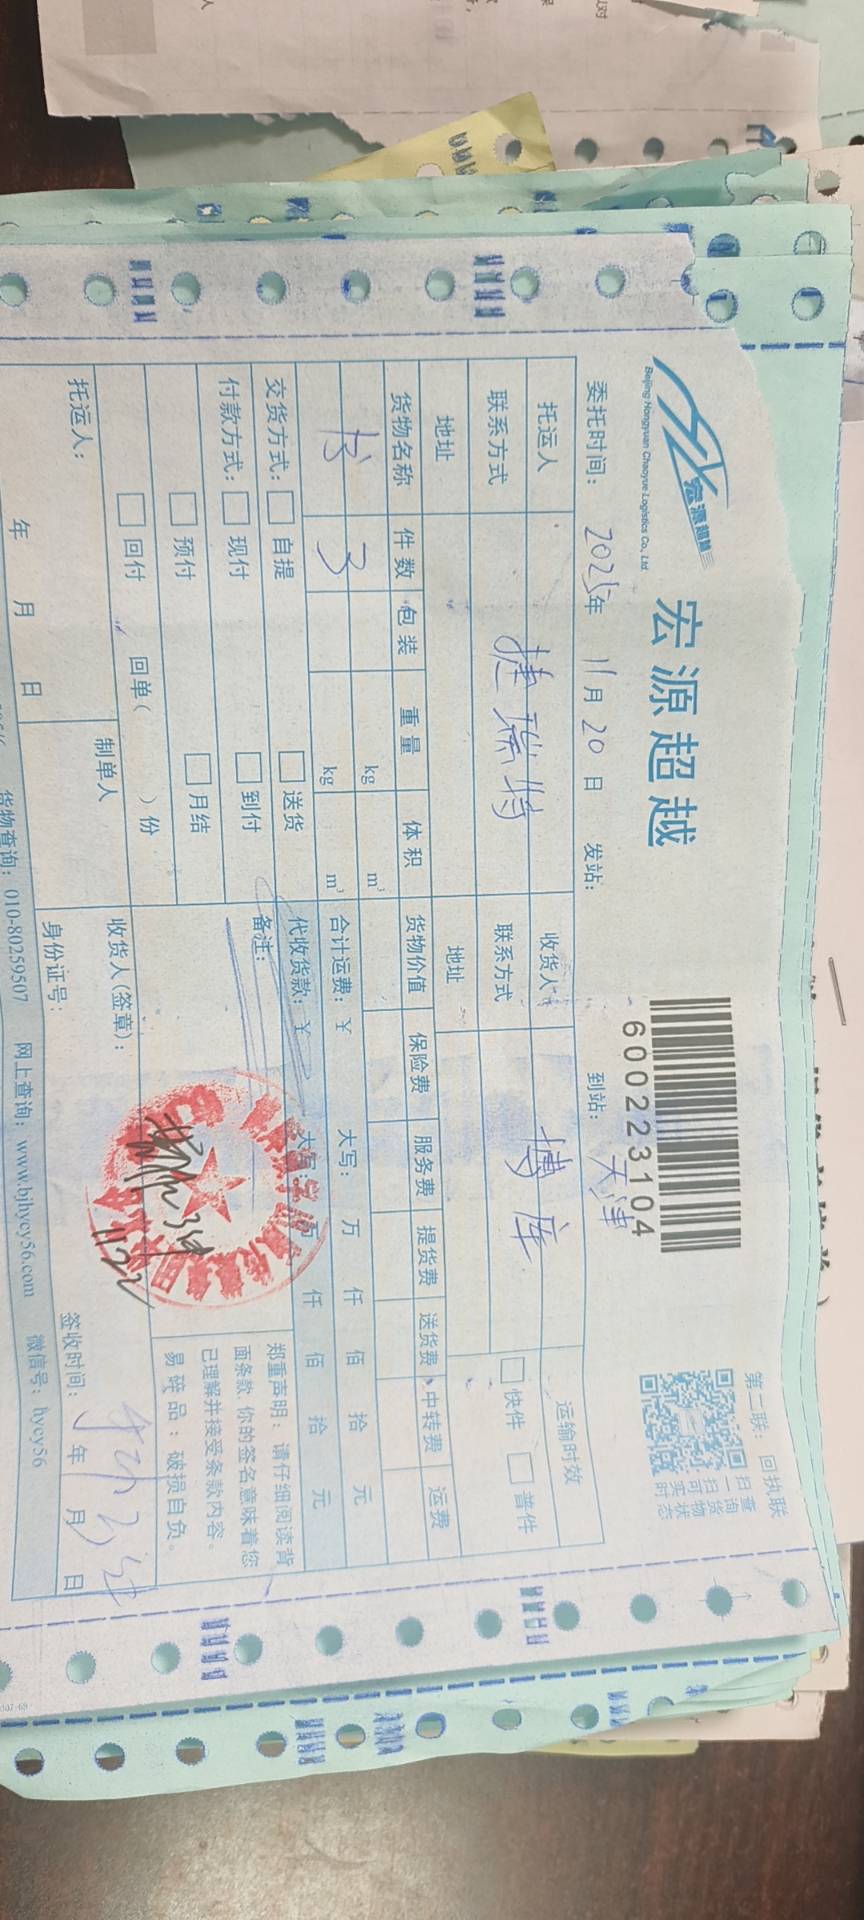 宏源超越
Beijing Hongyuan Chaoyue Logistics Co., Ltd.
宏源超越
6002223104
第二联：回执联
扫一扫
查询货物实时状态
委托时间：2025年 11月 20日 发站： 到站：天津
托运人 捷瑞特 收货人 博库 运输时效
联系方式 联系方式 快件 普件
地址 地址
货物名称 件数 包装 重量 体积 货物价值 保险费 服务费 提货费 送货费 中转费 运费
书 3 kg m³
kg m³ 合计运费：￥ 大写： 万 仟 佰 拾 元
交货方式： 自提 送货 代收货款：￥ 大写： 万 仟 佰 拾 元
付款方式： 现付 到付 备注： 郑重声明：请仔细阅读背
预付 月结 面条款 你的签名意味着您
已理解并接受条款内容。
回付 回单（ ）份 易碎品：破损自负。
托运人： 制单人 收货人(签章)：
11.22
年 月 日 身份证号： 签收时间： 年 月 日
货物查询：010-80259507 网上查询：www.bjhycy56.com 微信号：hycy56